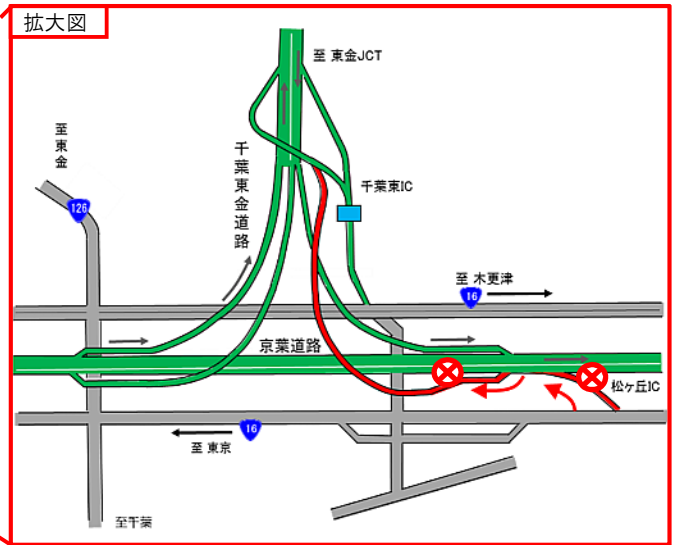 拡大図
至 東金JCT
至東金
126
千葉東金道路
千葉東IC
至 木更津
16
京葉道路
松ヶ丘IC
16
至 東京
至千葉